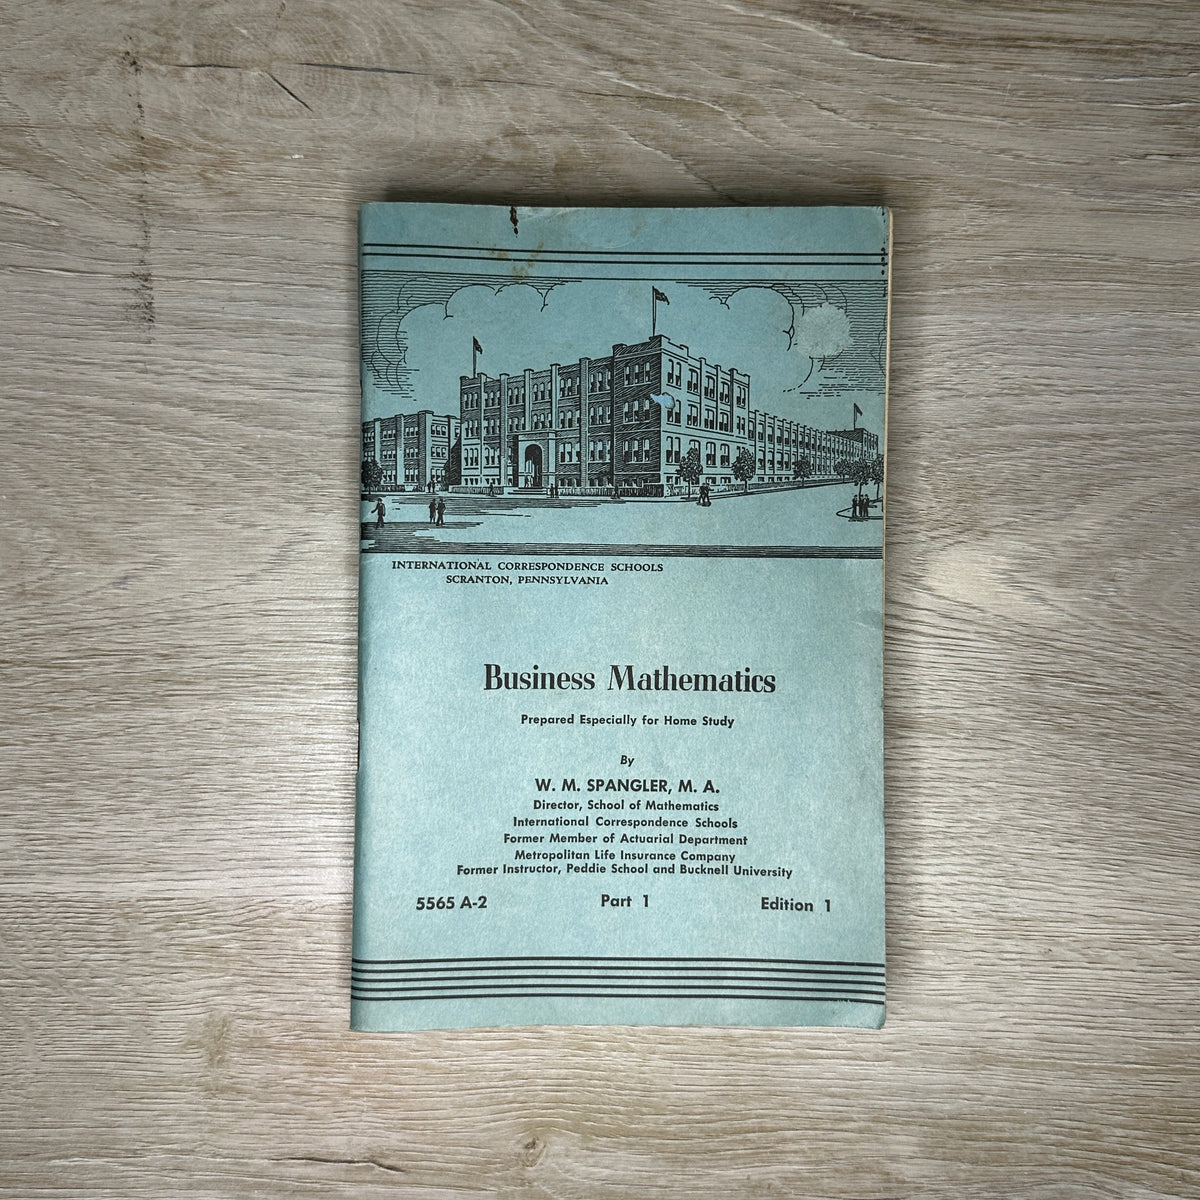 INTERNATIONAL CORRESPONDENCE SCHOOLS
SCRANTON, PENNSYLVANIA
Business Mathematics
Prepared Especially for Home Study
By
W. M. SPANGLER, M. A.
Director, School of Mathematics
International Correspondence Schools
Former Member of Actuarial Department
Metropolitan Life Insurance Company
Former Instructor, Peddie School and Bucknell University
5565 A-2 Part 1 Edition 1